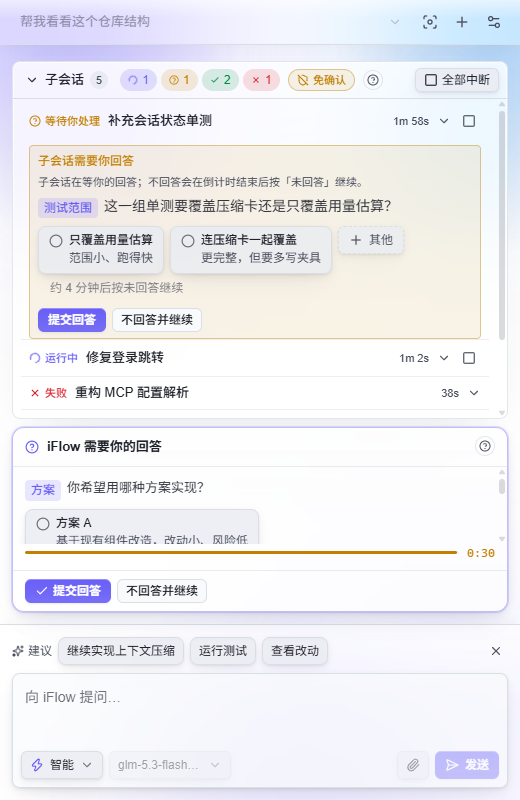 帮我看看这个仓库结构
子会话 5 1 1 2 1 免确认 全部中断
等待你处理 补充会话状态单测 1m 58s
子会话需要你回答
子会话在等你的回答；不回答会在倒计时结束后按「未回答」继续。
测试范围 这一组单测要覆盖压缩卡还是只覆盖用量估算？
只覆盖用量估算 连压缩卡一起覆盖 其他
范围小、跑得快 更完整，但要多写夹具
约 4 分钟后按未回答继续
提交回答 不回答并继续
运行中 修复登录跳转 1m 2s
失败 重构 MCP 配置解析 38s
iFlow 需要你的回答
方案 你希望用哪种方案实现？
方案 A
基于现有组件改造，改动小、风险低
0:30
提交回答 不回答并继续
建议 继续实现上下文压缩 运行测试 查看改动
向 iFlow 提问…
智能 glm-5.3-flash… 发送